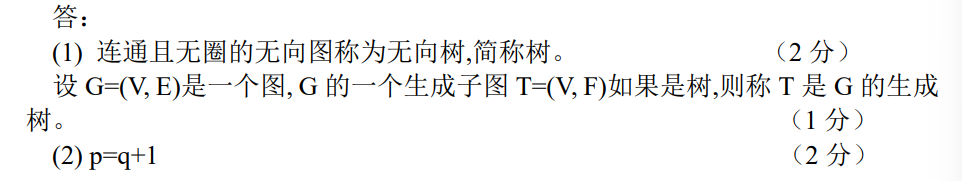 答：
(1) 连通且无圈的无向图称为无向树,简称树。 （2 分）
设 G=(V, E)是一个图, G 的一个生成子图 T=(V, F)如果是树,则称 T 是 G 的生成
树。 （1 分）
(2) p=q+1 （2 分）